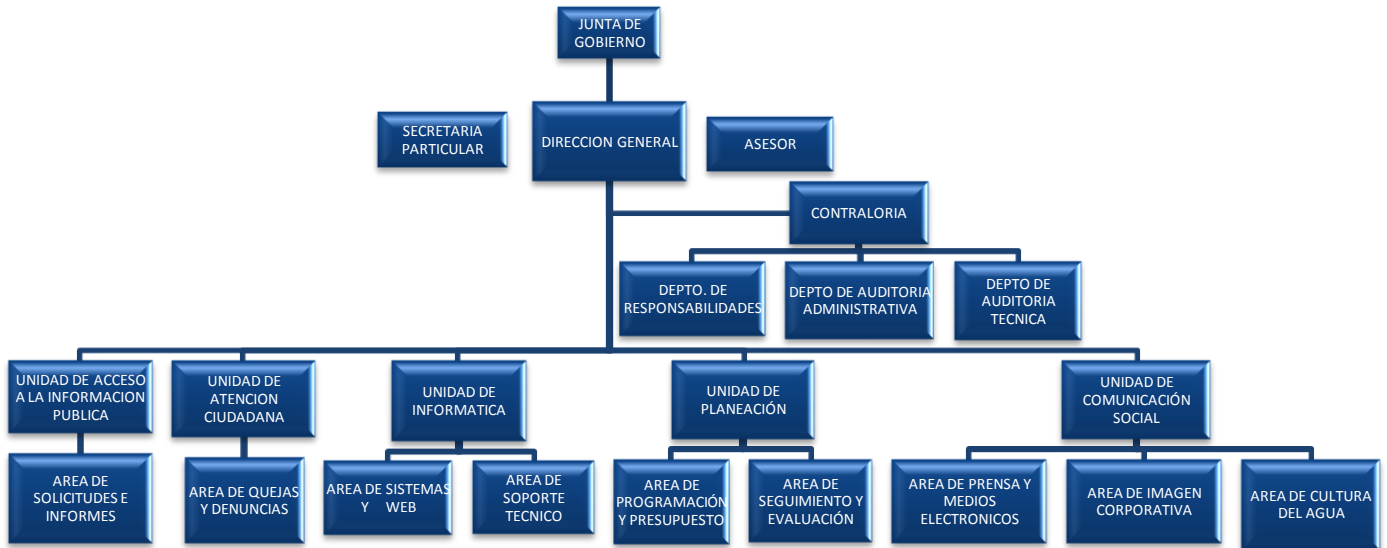 JUNTA DE
GOBIERNO
SECRETARIA
PARTICULAR
DIRECCION GENERAL
ASESOR
CONTRALORIA
DEPTO. DE
RESPONSABILIDADES
DEPTO DE AUDITORIA
ADMINISTRATIVA
DEPTO DE
AUDITORIA
TECNICA
UNIDAD DE ACCESO
A LA INFORMACION
PUBLICA
UNIDAD DE
ATENCION
CIUDADANA
UNIDAD DE
INFORMATICA
UNIDAD DE
PLANEACIÓN
UNIDAD DE
COMUNICACIÓN
SOCIAL
AREA DE
SOLICITUDES E
INFORMES
AREA DE QUEJAS
Y DENUNCIAS
AREA DE SISTEMAS
Y WEB
AREA DE
SOPORTE
TECNICO
AREA DE
PROGRAMACIÓN
Y PRESUPUESTO
AREA DE
SEGUIMIENTO Y
EVALUACIÓN
AREA DE PRENSA Y
MEDIOS
ELECTRONICOS
AREA DE IMAGEN
CORPORATIVA
AREA DE CULTURA
DEL AGUA